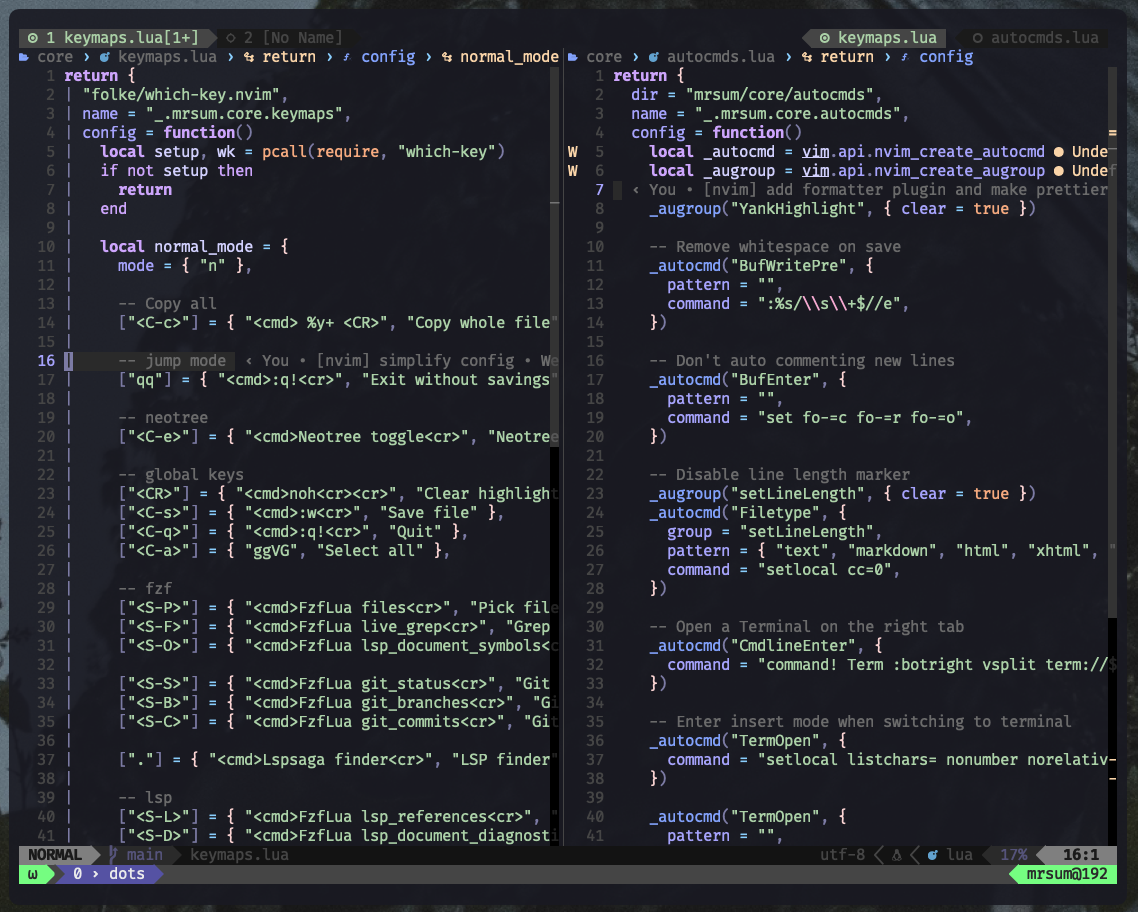 1 keymaps.lua[1+] 2 [No Name] keymaps.lua autocmds.lua
core › keymaps.lua › return › config › normal_mode
1 return {
2 "folke/which-key.nvim",
3 name = "_.mrsum.core.keymaps",
4 config = function()
5 local setup, wk = pcall(require, "which-key")
6 if not setup then
7 return
8 end
9
10 local normal_mode = {
11 mode = { "n" },
12
13 -- Copy all
14 ["<C-c>"] = { "<cmd> %y+ <CR>", "Copy whole file"
15
16 -- jump mode ‹ You • [nvim] simplify config • We
17 ["qq"] = { "<cmd>:q!<cr>", "Exit without savings"
18
19 -- neotree
20 ["<C-e>"] = { "<cmd>Neotree toggle<cr>", "Neotree
21
22 -- global keys
23 ["<CR>"] = { "<cmd>noh<cr><cr>", "Clear highlight
24 ["<C-s>"] = { "<cmd>:w<cr>", "Save file" },
25 ["<C-q>"] = { "<cmd>:q!<cr>", "Quit" },
26 ["<C-a>"] = { "ggVG", "Select all" },
27
28 -- fzf
29 ["<S-P>"] = { "<cmd>FzfLua files<cr>", "Pick file
30 ["<S-F>"] = { "<cmd>FzfLua live_grep<cr>", "Grep
31 ["<S-O>"] = { "<cmd>FzfLua lsp_document_symbols<c
32
33 ["<S-S>"] = { "<cmd>FzfLua git_status<cr>", "Git
34 ["<S-B>"] = { "<cmd>FzfLua git_branches<cr>", "Gi
35 ["<S-C>"] = { "<cmd>FzfLua git_commits<cr>", "Git
36
37 ["."] = { "<cmd>Lspsaga finder<cr>", "LSP finder"
38
39 -- lsp
40 ["<S-L>"] = { "<cmd>FzfLua lsp_references<cr>", "
41 ["<S-D>"] = { "<cmd>FzfLua lsp_document_diagnosti
core › autocmds.lua › return › config
1 return {
2 dir = "mrsum/core/autocmds",
3 name = "_.mrsum.core.autocmds",
4 config = function()
W 5 local _autocmd = vim.api.nvim_create_autocmd ● Unde
W 6 local _augroup = vim.api.nvim_create_augroup ● Undef
7 ‹ You • [nvim] add formatter plugin and make prettier
8 _augroup("YankHighlight", { clear = true })
9
10 -- Remove whitespace on save
11 _autocmd("BufWritePre", {
12 pattern = "",
13 command = ":%s/\\s\\+$//e",
14 })
15
16 -- Don't auto commenting new lines
17 _autocmd("BufEnter", {
18 pattern = "",
19 command = "set fo-=c fo-=r fo-=o",
20 })
21
22 -- Disable line length marker
23 _augroup("setLineLength", { clear = true })
24 _autocmd("Filetype", {
25 group = "setLineLength",
26 pattern = { "text", "markdown", "html", "xhtml", "
27 command = "setlocal cc=0",
28 })
29
30 -- Open a Terminal on the right tab
31 _autocmd("CmdlineEnter", {
32 command = "command! Term :botright vsplit term://$
33 })
34
35 -- Enter insert mode when switching to terminal
36 _autocmd("TermOpen", {
37 command = "setlocal listchars= nonumber norelativ
38 })
39
40 _autocmd("TermOpen", {
41 pattern = "",
NORMAL main keymaps.lua utf-8 lua 17% 16:1
ω 0 › dots mrsum@192